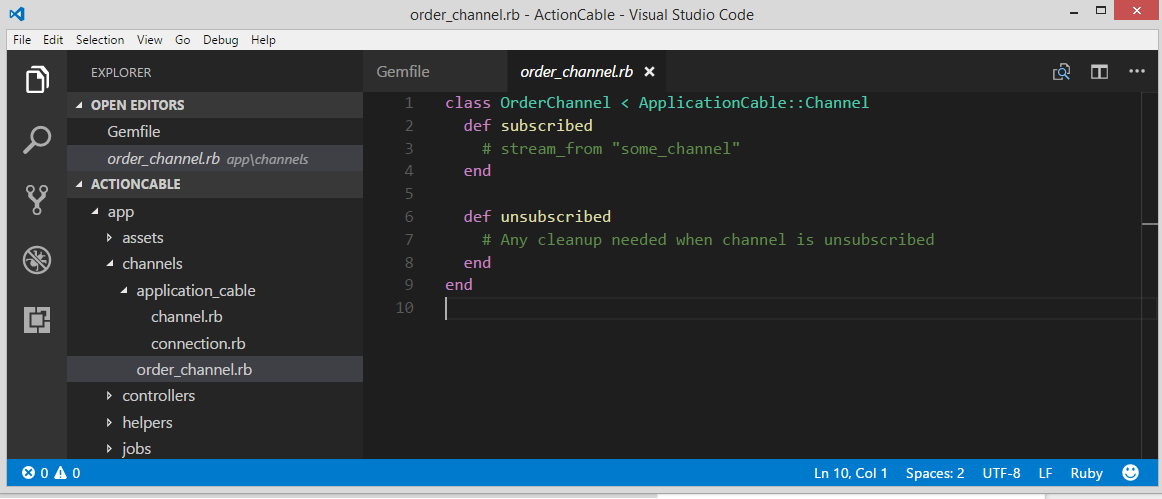 order_channel.rb - ActionCable - Visual Studio Code
File Edit Selection View Go Debug Help
EXPLORER
OPEN EDITORS
Gemfile
order_channel.rb app\channels
ACTIONCABLE
app
assets
channels
application_cable
channel.rb
connection.rb
order_channel.rb
controllers
helpers
jobs
Gemfile order_channel.rb
1 class OrderChannel < ApplicationCable::Channel
2 def subscribed
3 # stream_from "some_channel"
4 end
5
6 def unsubscribed
7 # Any cleanup needed when channel is unsubscribed
8 end
9 end
10
0 0 Ln 10, Col 1 Spaces: 2 UTF-8 LF Ruby